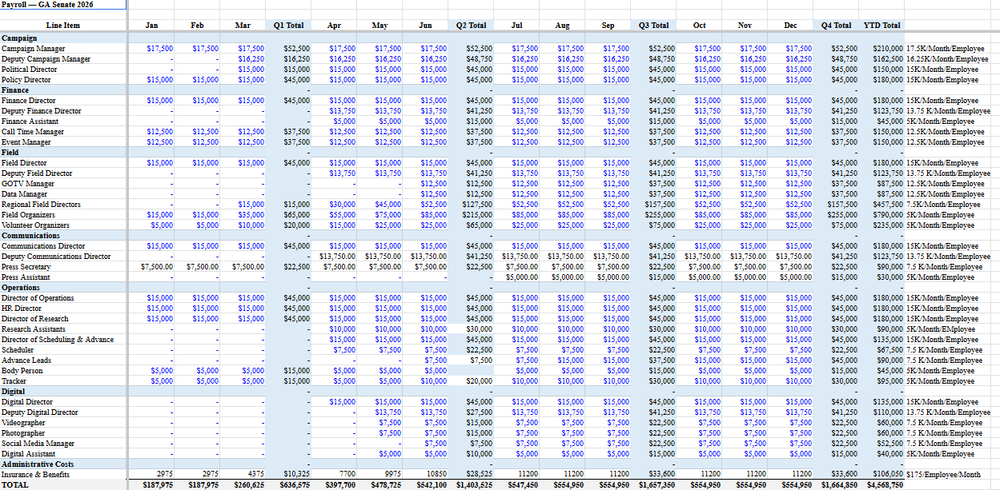 Payroll — GA Senate 2026
Line Item Jan Feb Mar Q1 Total Apr May Jun Q2 Total Jul Aug Sep Q3 Total Oct Nov Dec Q4 Total YTD Total
Campaign
Campaign Manager $17,500 $17,500 $17,500 $52,500 $17,500 $17,500 $17,500 $52,500 $17,500 $17,500 $17,500 $52,500 $17,500 $17,500 $17,500 $52,500 $210,000 17.5K/Month/Employee
Deputy Campaign Manager - - $16,250 $16,250 $16,250 $16,250 $16,250 $48,750 $16,250 $16,250 $16,250 $48,750 $16,250 $16,250 $16,250 $48,750 $162,500 16.25K/Month/Employee
Political Director - - $15,000 $15,000 $15,000 $15,000 $15,000 $45,000 $15,000 $15,000 $15,000 $45,000 $15,000 $15,000 $15,000 $45,000 $150,000 15K/Month/Employee
Policy Director $15,000 $15,000 $15,000 $45,000 $15,000 $15,000 $15,000 $45,000 $15,000 $15,000 $15,000 $45,000 $15,000 $15,000 $15,000 $45,000 $180,000 15K/Month/Employee
Finance - - - - -
Finance Director $15,000 $15,000 $15,000 $45,000 $15,000 $15,000 $15,000 $45,000 $15,000 $15,000 $15,000 $45,000 $15,000 $15,000 $15,000 $45,000 $180,000 15K/Month/Employee
Deputy Finance Director - - - - $13,750 $13,750 $13,750 $41,250 $13,750 $13,750 $13,750 $41,250 $13,750 $13,750 $13,750 $41,250 $123,750 13.75 K/Month/Employee
Finance Assistant - - - - $5,000 $5,000 $5,000 $15,000 $5,000 $5,000 $5,000 $15,000 $5,000 $5,000 $5,000 $15,000 $45,000 5K/Month/Employee
Call Time Manager $12,500 $12,500 $12,500 $37,500 $12,500 $12,500 $12,500 $37,500 $12,500 $12,500 $12,500 $37,500 $12,500 $12,500 $12,500 $37,500 $150,000 12.5K/Month/Employee
Event Manager $12,500 $12,500 $12,500 $37,500 $12,500 $12,500 $12,500 $37,500 $12,500 $12,500 $12,500 $37,500 $12,500 $12,500 $12,500 $37,500 $150,000 12.5K/Month/Employee
Field - - - - -
Field Director $15,000 $15,000 $15,000 $45,000 $15,000 $15,000 $15,000 $45,000 $15,000 $15,000 $15,000 $45,000 $15,000 $15,000 $15,000 $45,000 $180,000 15K/Month/Employee
Deputy Field Director - - - - $13,750 $13,750 $13,750 $41,250 $13,750 $13,750 $13,750 $41,250 $13,750 $13,750 $13,750 $41,250 $123,750 13.75 K/Month/Employee
GOTV Manager - - - - - - $12,500 $12,500 $12,500 $12,500 $12,500 $37,500 $12,500 $12,500 $12,500 $37,500 $87,500 12.5K/Month/Employee
Data Manager - - - - - - $12,500 $12,500 $12,500 $12,500 $12,500 $37,500 $12,500 $12,500 $12,500 $37,500 $87,500 12.5K/Month/Employee
Regional Field Directors - - $15,000 $15,000 $30,000 $45,000 $52,500 $127,500 $52,500 $52,500 $52,500 $157,500 $52,500 $52,500 $52,500 $157,500 $457,500 7.5K/Month/Employee
Field Organizers $15,000 $15,000 $35,000 $65,000 $55,000 $75,000 $85,000 $215,000 $85,000 $85,000 $85,000 $255,000 $85,000 $85,000 $85,000 $255,000 $790,000 5K/Month/Employee
Volunteer Organizers $5,000 $5,000 $10,000 $20,000 $15,000 $25,000 $25,000 $65,000 $25,000 $25,000 $25,000 $75,000 $25,000 $25,000 $25,000 $75,000 $235,000 5K/Month/Employee
Communications - - - - -
Communications Director $15,000 $15,000 $15,000 $45,000 $15,000 $15,000 $15,000 $45,000 $15,000 $15,000 $15,000 $45,000 $15,000 $15,000 $15,000 $45,000 $180,000 15K/Month/Employee
Deputy Communications Director - - - - $13,750.00 $13,750.00 $13,750.00 $41,250 $13,750.00 $13,750.00 $13,750.00 $41,250 $13,750.00 $13,750.00 $13,750.00 $41,250 $123,750 13.75 K/Month/Employee
Press Secretary $7,500.00 $7,500.00 $7,500.00 $22,500 $7,500.00 $7,500.00 $7,500.00 $22,500 $7,500.00 $7,500.00 $7,500.00 $22,500 $7,500.00 $7,500.00 $7,500.00 $22,500 $90,000 7.5 K/Month/Employee
Press Assistant - - - - - - - - $5,000.00 $5,000.00 $5,000.00 $15,000 $5,000.00 $5,000.00 $5,000.00 $15,000 $30,000 5K/Month/Employee
Operations - - - - -
Director of Operations $15,000 $15,000 $15,000 $45,000 $15,000 $15,000 $15,000 $45,000 $15,000 $15,000 $15,000 $45,000 $15,000 $15,000 $15,000 $45,000 $180,000 15K/Month/Employee
HR Director $15,000 $15,000 $15,000 $45,000 $15,000 $15,000 $15,000 $45,000 $15,000 $15,000 $15,000 $45,000 $15,000 $15,000 $15,000 $45,000 $180,000 15K/Month/Employee
Director of Research $15,000 $15,000 $15,000 $45,000 $15,000 $15,000 $15,000 $45,000 $15,000 $15,000 $15,000 $45,000 $15,000 $15,000 $15,000 $45,000 $180,000 15K/Month/Employee
Research Assistants - - - - $10,000 $10,000 $10,000 $30,000 $10,000 $10,000 $10,000 $30,000 $10,000 $10,000 $10,000 $30,000 $90,000 5K/Month/EMployee
Director of Scheduling & Advance - - - - $15,000 $15,000 $15,000 $45,000 $15,000 $15,000 $15,000 $45,000 $15,000 $15,000 $15,000 $45,000 $135,000 15K/Month/Employee
Scheduler - - - - $7,500 $7,500 $7,500 $22,500 $7,500 $7,500 $7,500 $22,500 $7,500 $7,500 $7,500 $22,500 $67,500 7.5 K/Month/Employee
Advance Leads - - - - - - $7,500 $7,500 $7,500 $15,000 $15,000 $37,500 $15,000 $15,000 $15,000 $45,000 $90,000 7.5 K/Month/Employee
Body Person $5,000 $5,000 $5,000 $15,000 $5,000 $5,000 $5,000 $5,000 $5,000 $5,000 $15,000 $5,000 $5,000 $5,000 $15,000 $45,000 5K/Month/Employee
Tracker $5,000 $5,000 $5,000 $15,000 $5,000 $5,000 $10,000 $20,000 $10,000 $10,000 $10,000 $30,000 $10,000 $10,000 $10,000 $30,000 $95,000 5K/Month/Employee
Digital - - - - -
Digital Director - - - - $15,000 $15,000 $15,000 $45,000 $15,000 $15,000 $15,000 $45,000 $15,000 $15,000 $15,000 $45,000 $135,000 15K/Month/Employee
Deputy Digital Director - - - - - $13,750 $13,750 $27,500 $13,750 $13,750 $13,750 $41,250 $13,750 $13,750 $13,750 $41,250 $110,000 13.75 K/Month/Employee
Videographer - - - - - $7,500 $7,500 $15,000 $7,500 $7,500 $7,500 $22,500 $7,500 $7,500 $7,500 $22,500 $60,000 7.5 K/Month/Employee
Photographer - - - - - $7,500 $7,500 $15,000 $7,500 $7,500 $7,500 $22,500 $7,500 $7,500 $7,500 $22,500 $60,000 7.5 K/Month/Employee
Social Media Manager - - - - - - $7,500 $7,500 $7,500 $7,500 $7,500 $22,500 $7,500 $7,500 $7,500 $22,500 $52,500 7.5 K/Month/Employee
Digital Assistant - - - - - $5,000 $5,000 $10,000 $5,000 $5,000 $5,000 $15,000 $5,000 $5,000 $5,000 $15,000 $40,000 5K/Month/Employee
Administrative Costs - - - - -
Insurance & Benefits 2975 2975 4375 $10,325 7700 9975 10850 $28,525 11200 11200 11200 $33,600 11200 11200 11200 $33,600 $106,050 $175/Employee/Month
TOTAL $187,975 $187,975 $260,625 $636,575 $397,700 $478,725 $542,100 $1,403,525 $547,450 $554,950 $554,950 $1,657,350 $554,950 $554,950 $554,950 $1,664,850 $4,568,750